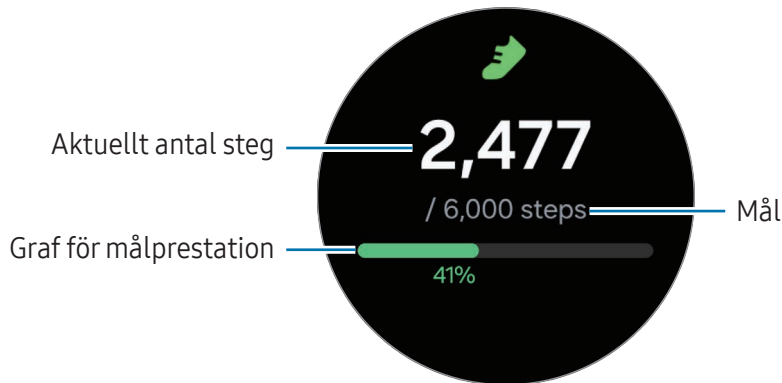 2,477
Aktuellt antal steg
/ 6,000 steps
Mål
Graf för målprestation
41%